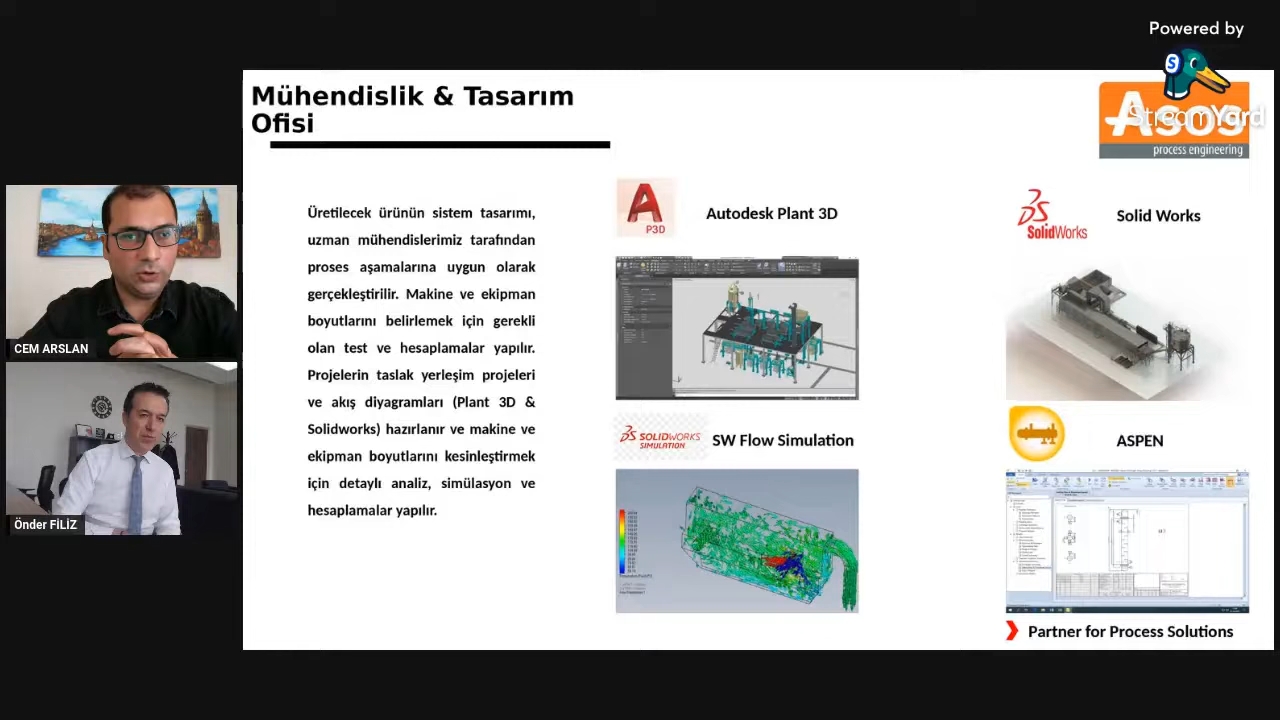 Powered by
StreamYard
Mühendislik & Tasarım
Ofisi
Asos
process engineering
Üretilecek ürünün sistem tasarımı,
uzman mühendislerimiz tarafından
proses aşamalarına uygun olarak
gerçekleştirilir. Makine ve ekipman
boyutlarını belirlemek için gerekli
olan test ve hesaplamalar yapılır.
Projelerin taslak yerleşim projeleri
ve akış diyagramları (Plant 3D &
Solidworks) hazırlanır ve makine ve
ekipman boyutlarını kesinleştirmek
için detaylı analiz, simülasyon ve
hesaplamalar yapılır.
P3D
Autodesk Plant 3D
SolidWorks
Solid Works
SOLIDWORKS
SIMULATION
SW Flow Simulation
ASPEN
Partner for Process Solutions
CEM ARSLAN
Önder FİLİZ